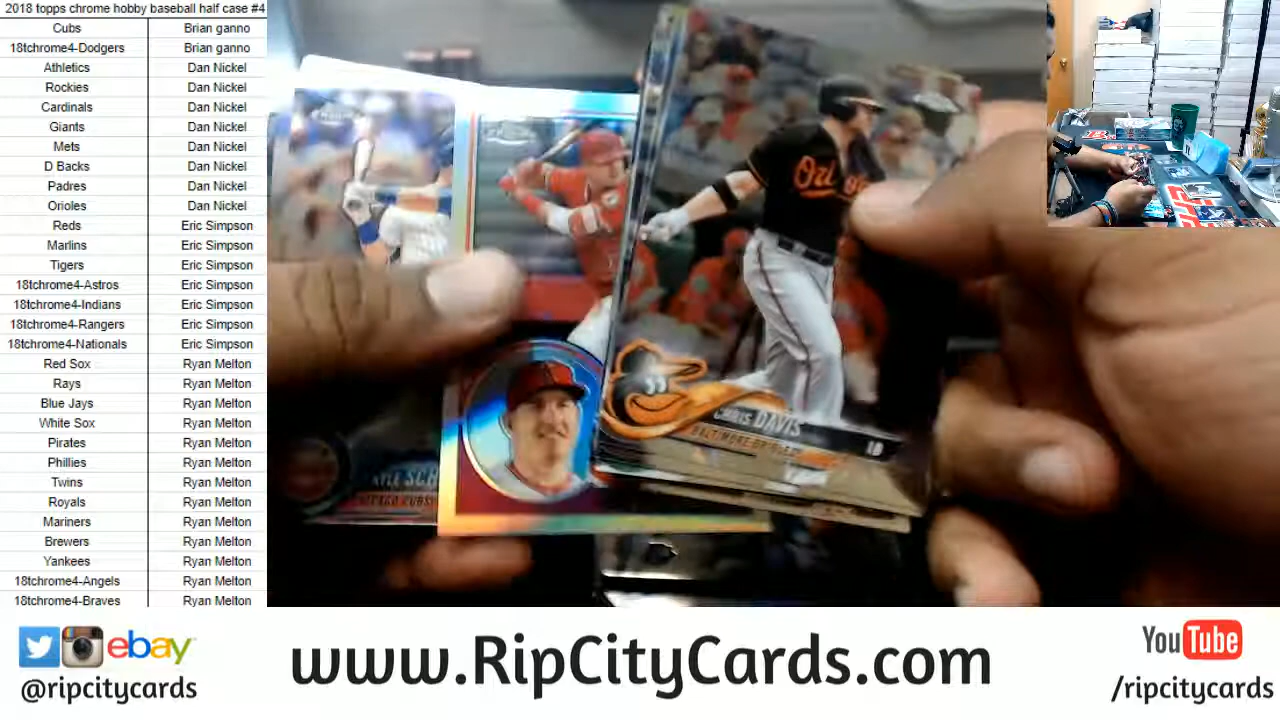 2018 topps chrome hobby baseball half case #4
Cubs Brian ganno
18tchrome4-Dodgers Brian ganno
Athletics Dan Nickel
Rockies Dan Nickel
Cardinals Dan Nickel
Giants Dan Nickel
Mets Dan Nickel
D Backs Dan Nickel
Padres Dan Nickel
Orioles Dan Nickel
Reds Eric Simpson
Marlins Eric Simpson
Tigers Eric Simpson
18tchrome4-Astros Eric Simpson
18tchrome4-Indians Eric Simpson
18tchrome4-Rangers Eric Simpson
18tchrome4-Nationals Eric Simpson
Red Sox Ryan Melton
Rays Ryan Melton
Blue Jays Ryan Melton
White Sox Ryan Melton
Pirates Ryan Melton
Phillies Ryan Melton
Twins Ryan Melton
Royals Ryan Melton
Mariners Ryan Melton
Brewers Ryan Melton
Yankees Ryan Melton
18tchrome4-Angels Ryan Melton
18tchrome4-Braves Ryan Melton
CHRIS DAVIS
1B
ebay
@ripcitycards
www.RipCityCards.com
YouTube
/ripcitycards